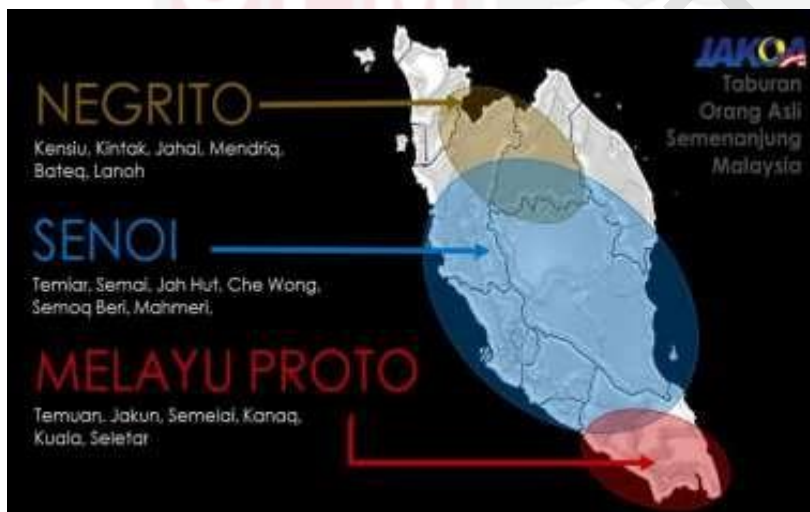 NEGRITO
Kensiu, Kintak, Jahai, Mendriq,
Bateq, Lanoh
SENOI
Temiar, Semai, Jah Hut, Che Wong,
Semoq Beri, Mahmeri,
MELAYU PROTO
Temuan, Jakun, Semelai, Kanaq,
Kuala, Seletar
JAKOA
Taburan
Orang Asli
Semenanjung
Malaysia